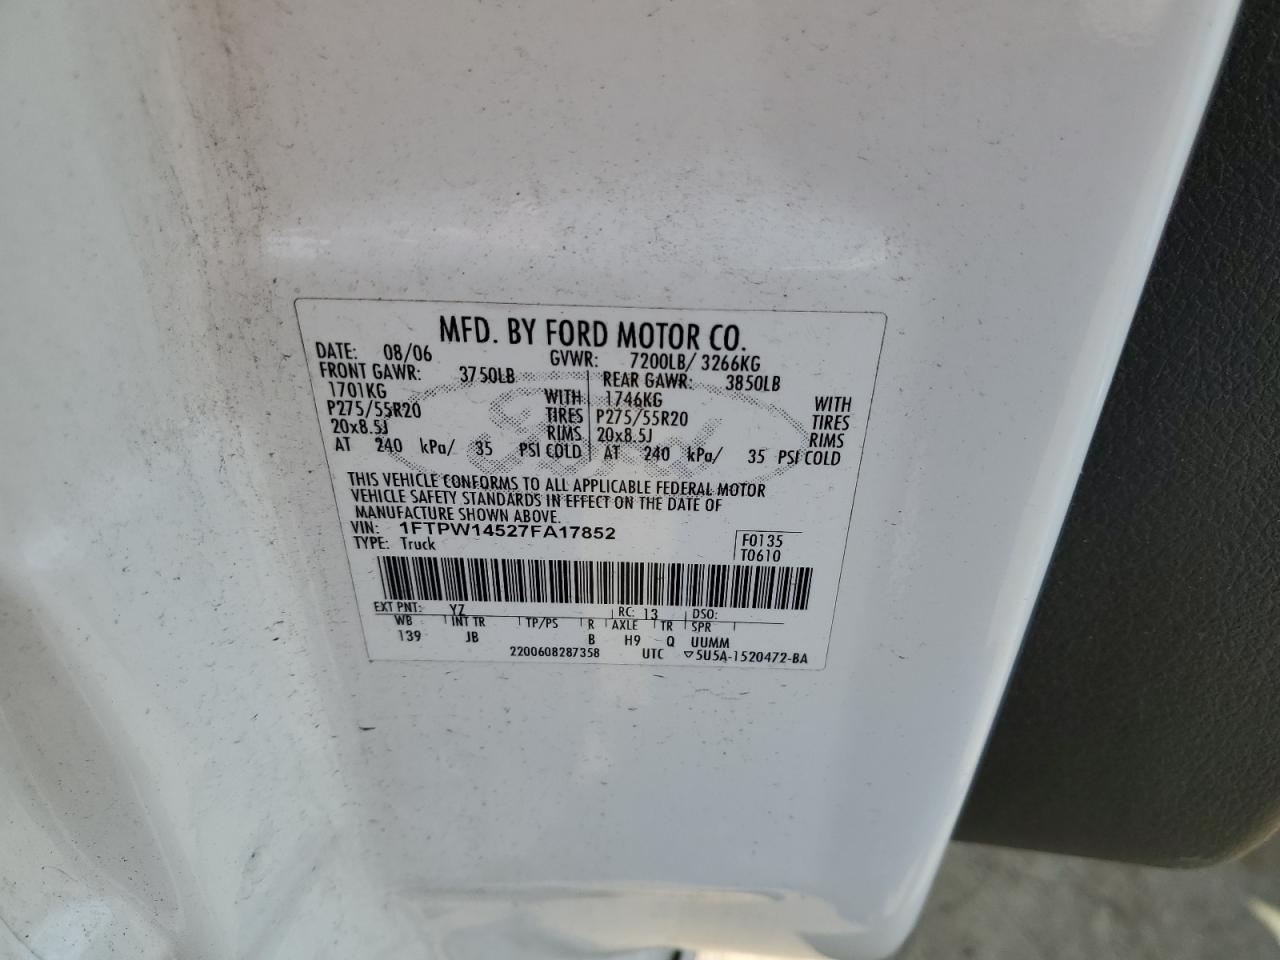 MFD. BY FORD MOTOR CO.
DATE: 08/06 GVWR: 7200LB/ 3266KG
FRONT GAWR: 3750LB REAR GAWR: 3850LB
1701KG WITH 1746KG WITH
P275/55R20 TIRES P275/55R20 TIRES
20x8.5J RIMS 20x8.5J RIMS
AT 240 kPa/ 35 PSI COLD AT 240 kPa/ 35 PSI COLD
THIS VEHICLE CONFORMS TO ALL APPLICABLE FEDERAL MOTOR
VEHICLE SAFETY STANDARDS IN EFFECT ON THE DATE OF
MANUFACTURE SHOWN ABOVE.
VIN: 1FTPW14527FA17852 F0135
TYPE: Truck T0610
EXT PNT: YZ RC: 13 DSO:
WB INT TR TP/PS R AXLE TR SPR
139 JB B H9 Q UUMM
2200608287358 UTC ▽5U5A-1520472-BA
Ford